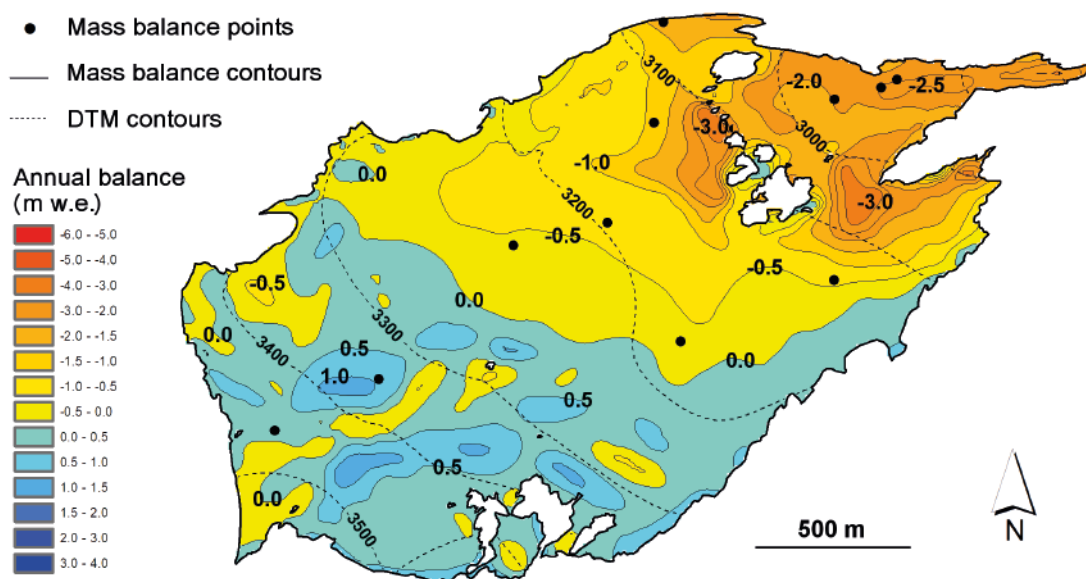 Mass balance points
Mass balance contours
DTM contours
Annual balance
(m w.e.)
-6.0 - -5.0
-5.0 - -4.0
-4.0 - -3.0
-3.0 - -2.0
-2.0 - -1.5
-1.5 - -1.0
-1.0 - -0.5
-0.5 - 0.0
0.0 - 0.5
0.5 - 1.0
1.0 - 1.5
1.5 - 2.0
2.0 - 3.0
3.0 - 4.0
3100
-2.0
-2.5
-3.0
3000
-1.0
0.0
3200
-3.0
-0.5
-0.5
-0.5
0.0
0.0
3300
3400
0.5
0.0
1.0
0.5
0.5
0.0
3500
500 m
N